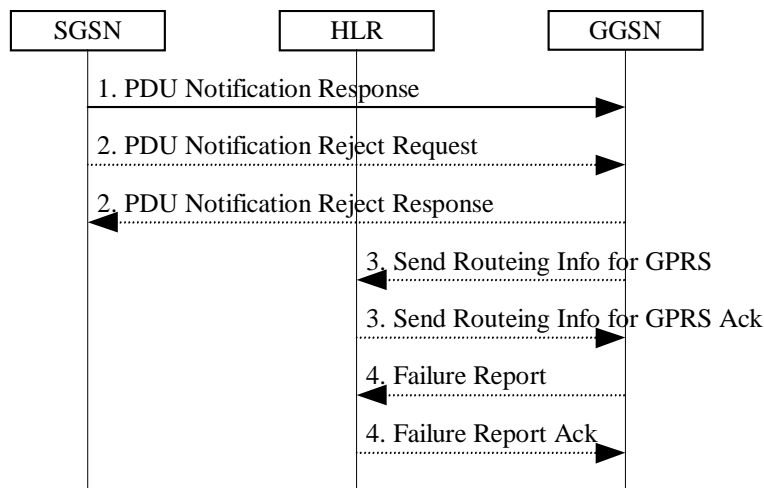 SGSN
HLR
GGSN
1. PDU Notification Response
2. PDU Notification Reject Request
2. PDU Notification Reject Response
3. Send Routeing Info for GPRS
3. Send Routeing Info for GPRS Ack
4. Failure Report
4. Failure Report Ack